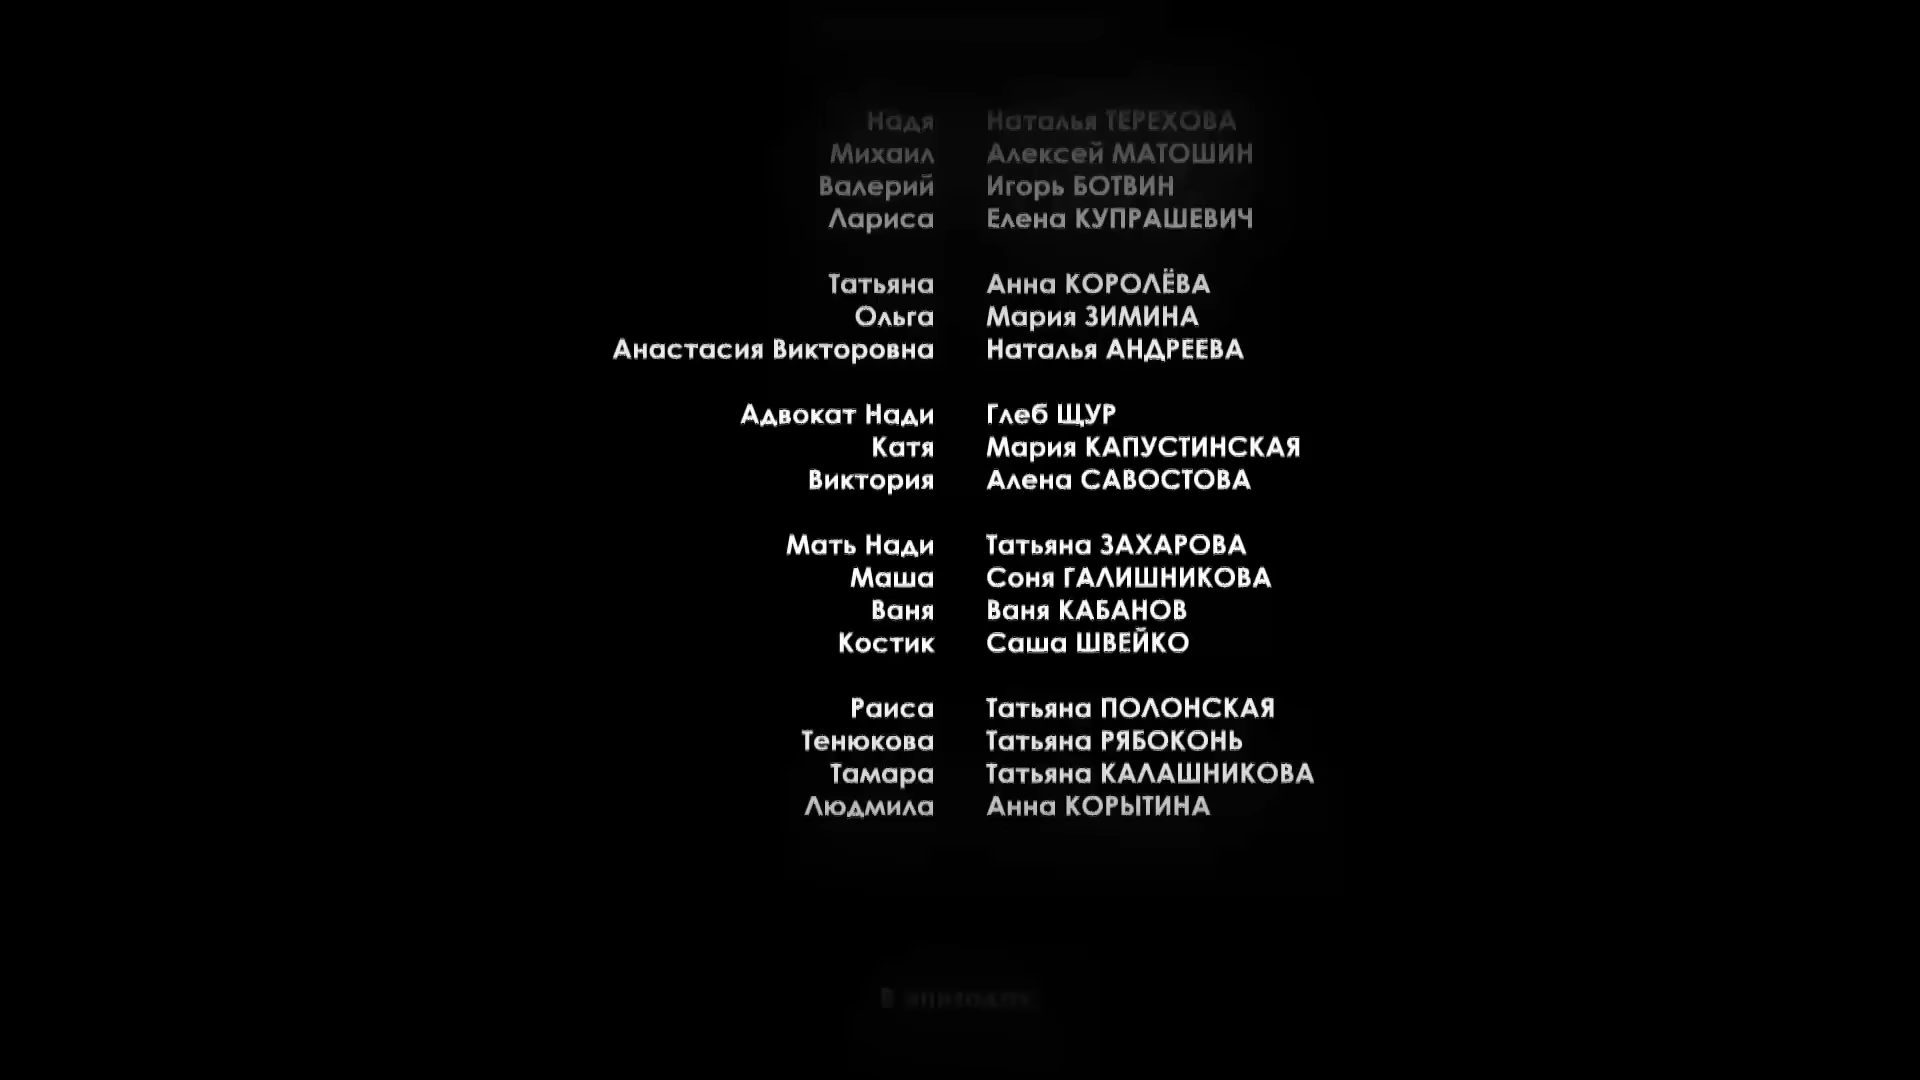 Надя Наталья ТЕРЕХОВА
Михаил Алексей МАТОШИН
Валерий Игорь БОТВИН
Лариса Елена КУПРАШЕВИЧ
Татьяна Анна КОРОЛЁВА
Ольга Мария ЗИМИНА
Анастасия Викторовна Наталья АНДРЕЕВА
Адвокат Нади Глеб ЩУР
Катя Мария КАПУСТИНСКАЯ
Виктория Алена САВОСТОВА
Мать Нади Татьяна ЗАХАРОВА
Маша Соня ГАЛИШНИКОВА
Ваня Ваня КАБАНОВ
Костик Саша ШВЕЙКО
Раиса Татьяна ПОЛОНСКАЯ
Тенюкова Татьяна РЯБОКОНЬ
Тамара Татьяна КАЛАШНИКОВА
Людмила Анна КОРЫТИНА